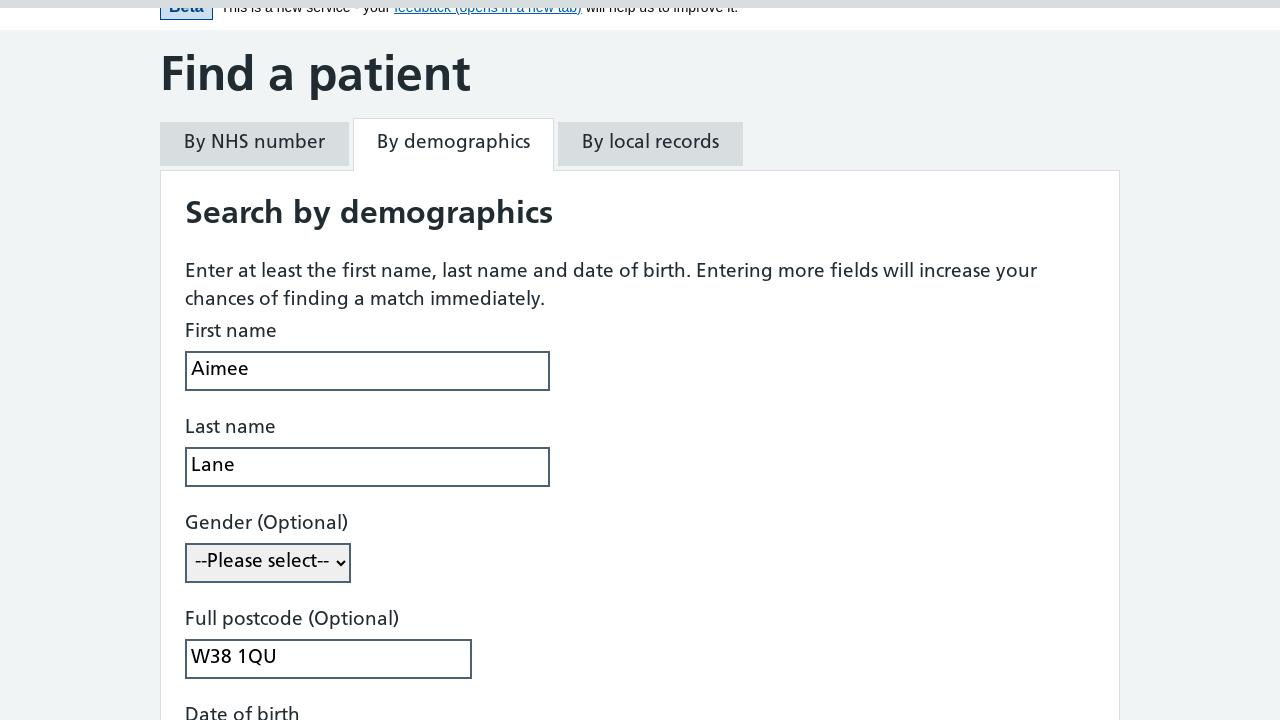 Beta This is a new service - your feedback (opens in a new tab) will help us to improve it.
Find a patient
By NHS number By demographics By local records
Search by demographics
Enter at least the first name, last name and date of birth. Entering more fields will increase your
chances of finding a match immediately.
First name
Aimee
Last name
Lane
Gender (Optional)
--Please select--
Full postcode (Optional)
W38 1QU
Date of birth